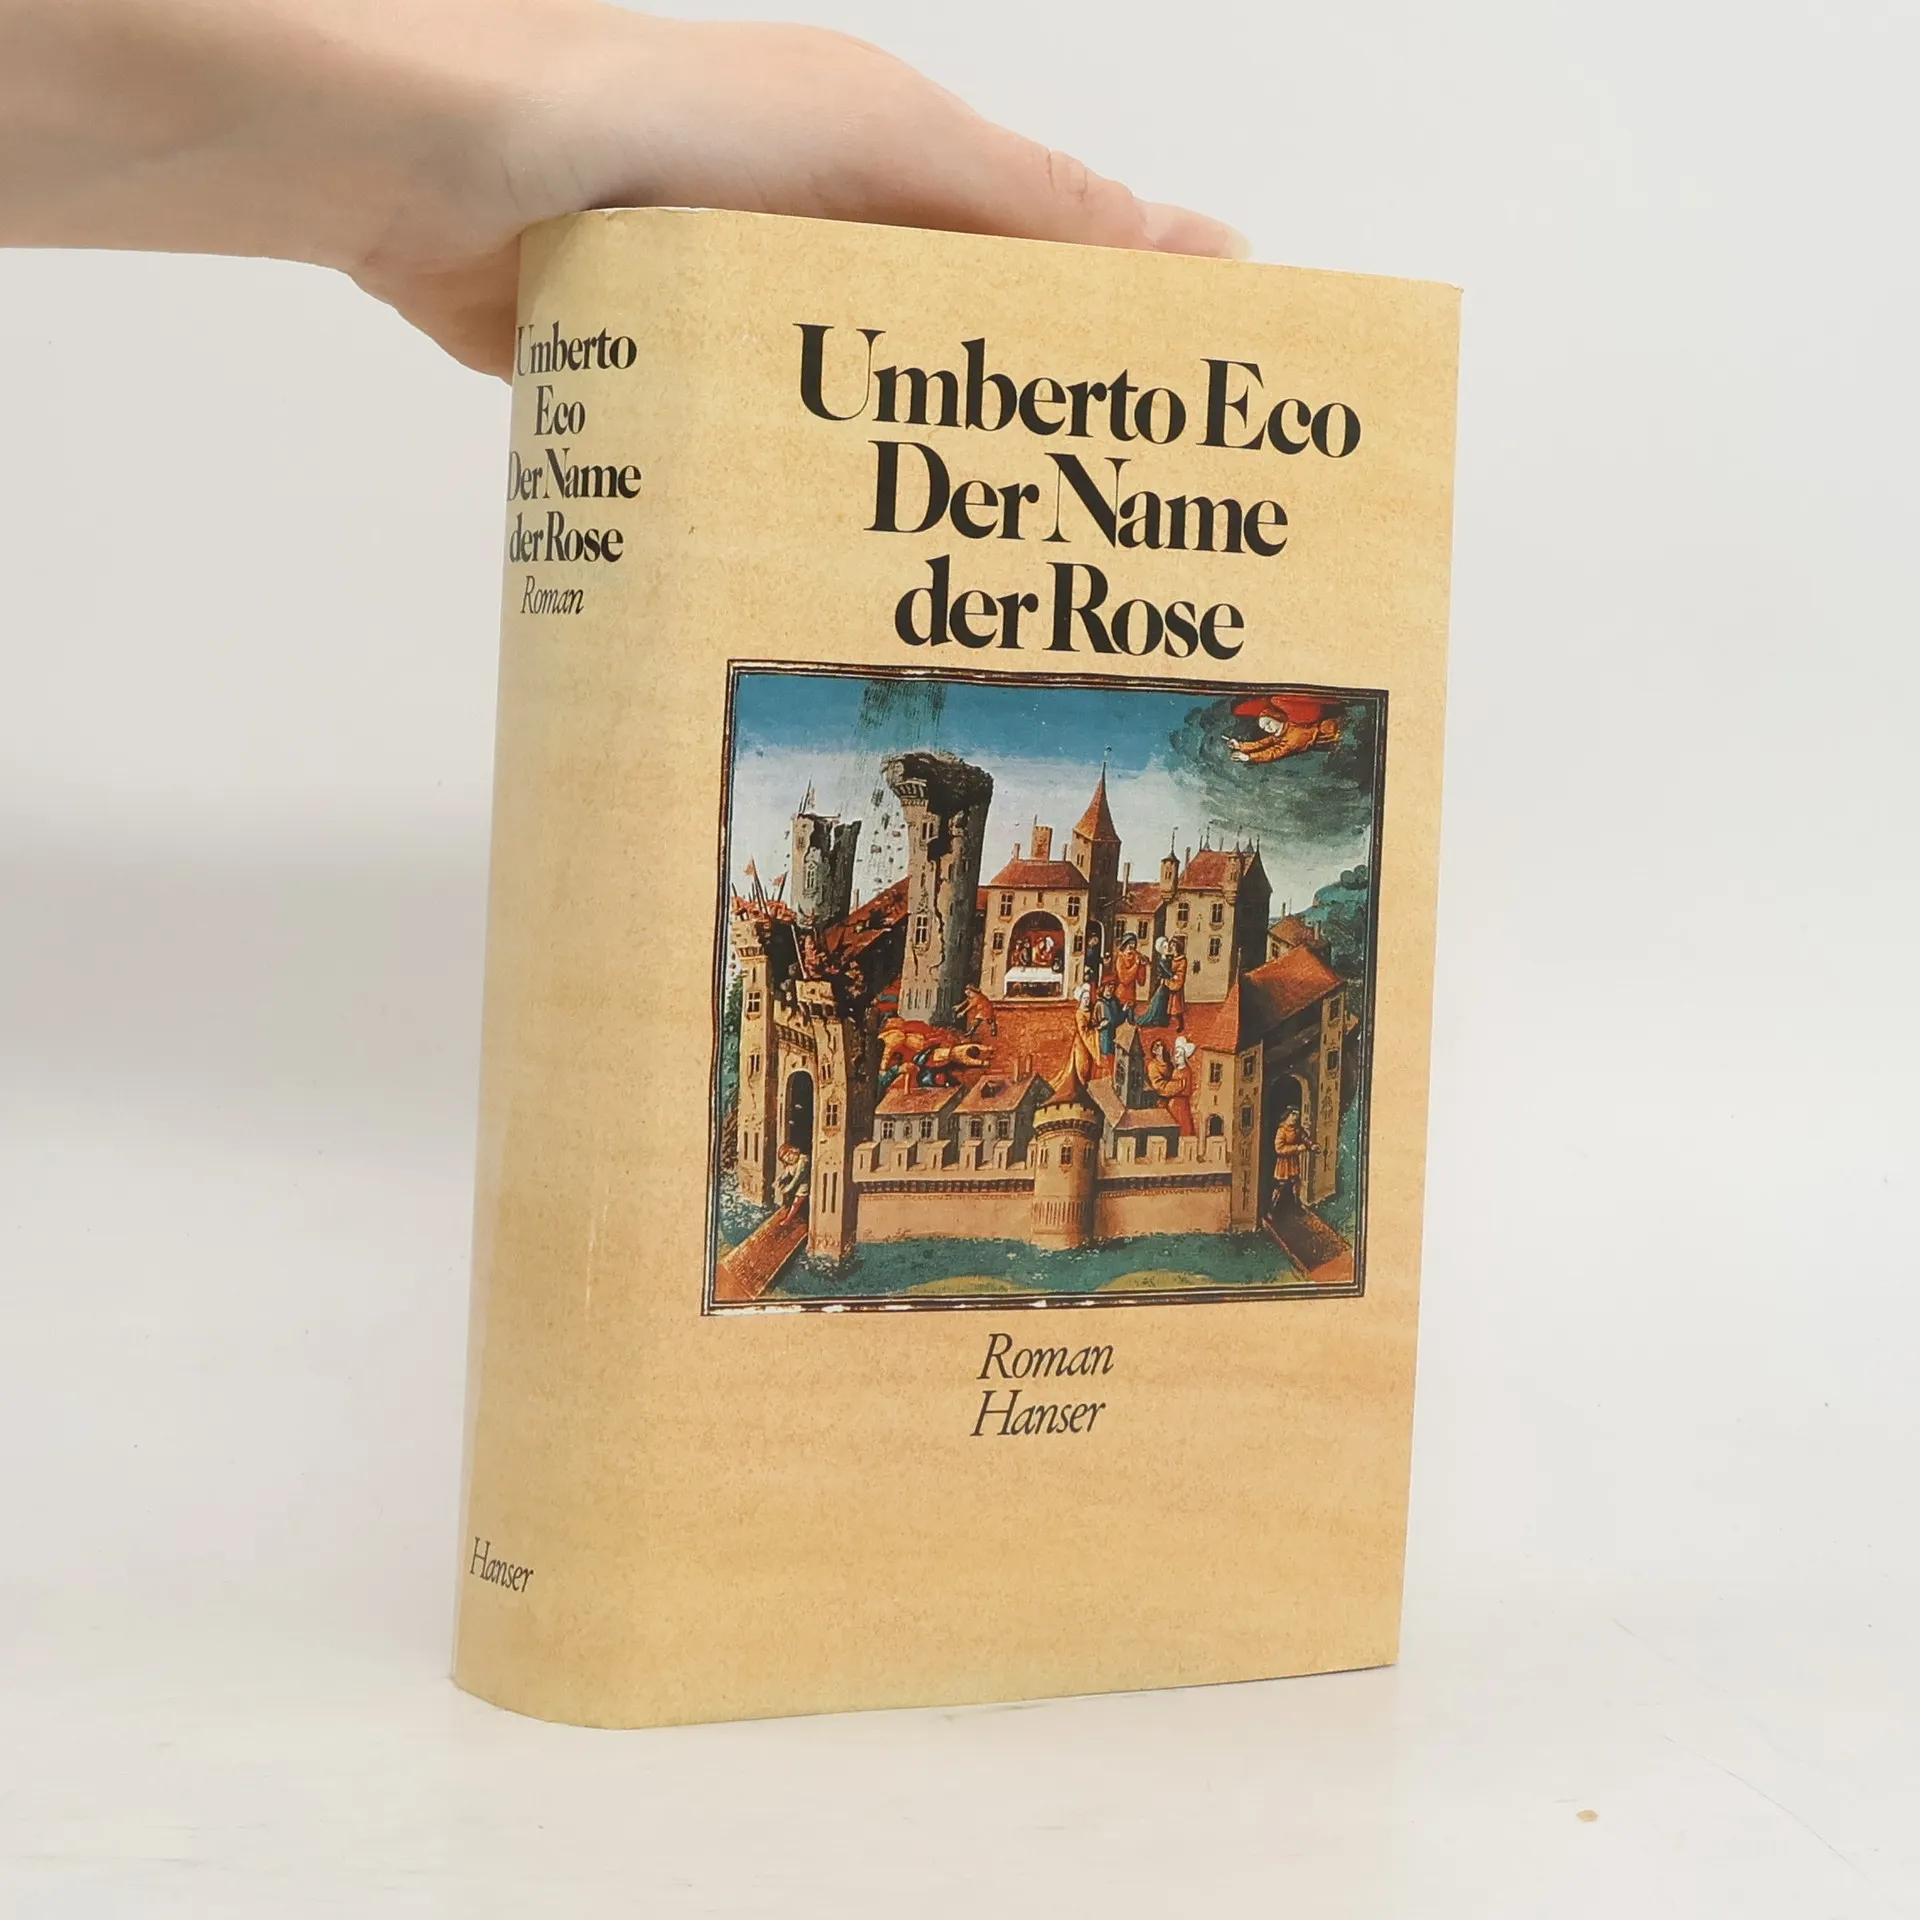 Umberto
Eco
Der Name
der Rose
Roman
Hanser
Umberto Eco
Der Name
der Rose
Roman
Hanser